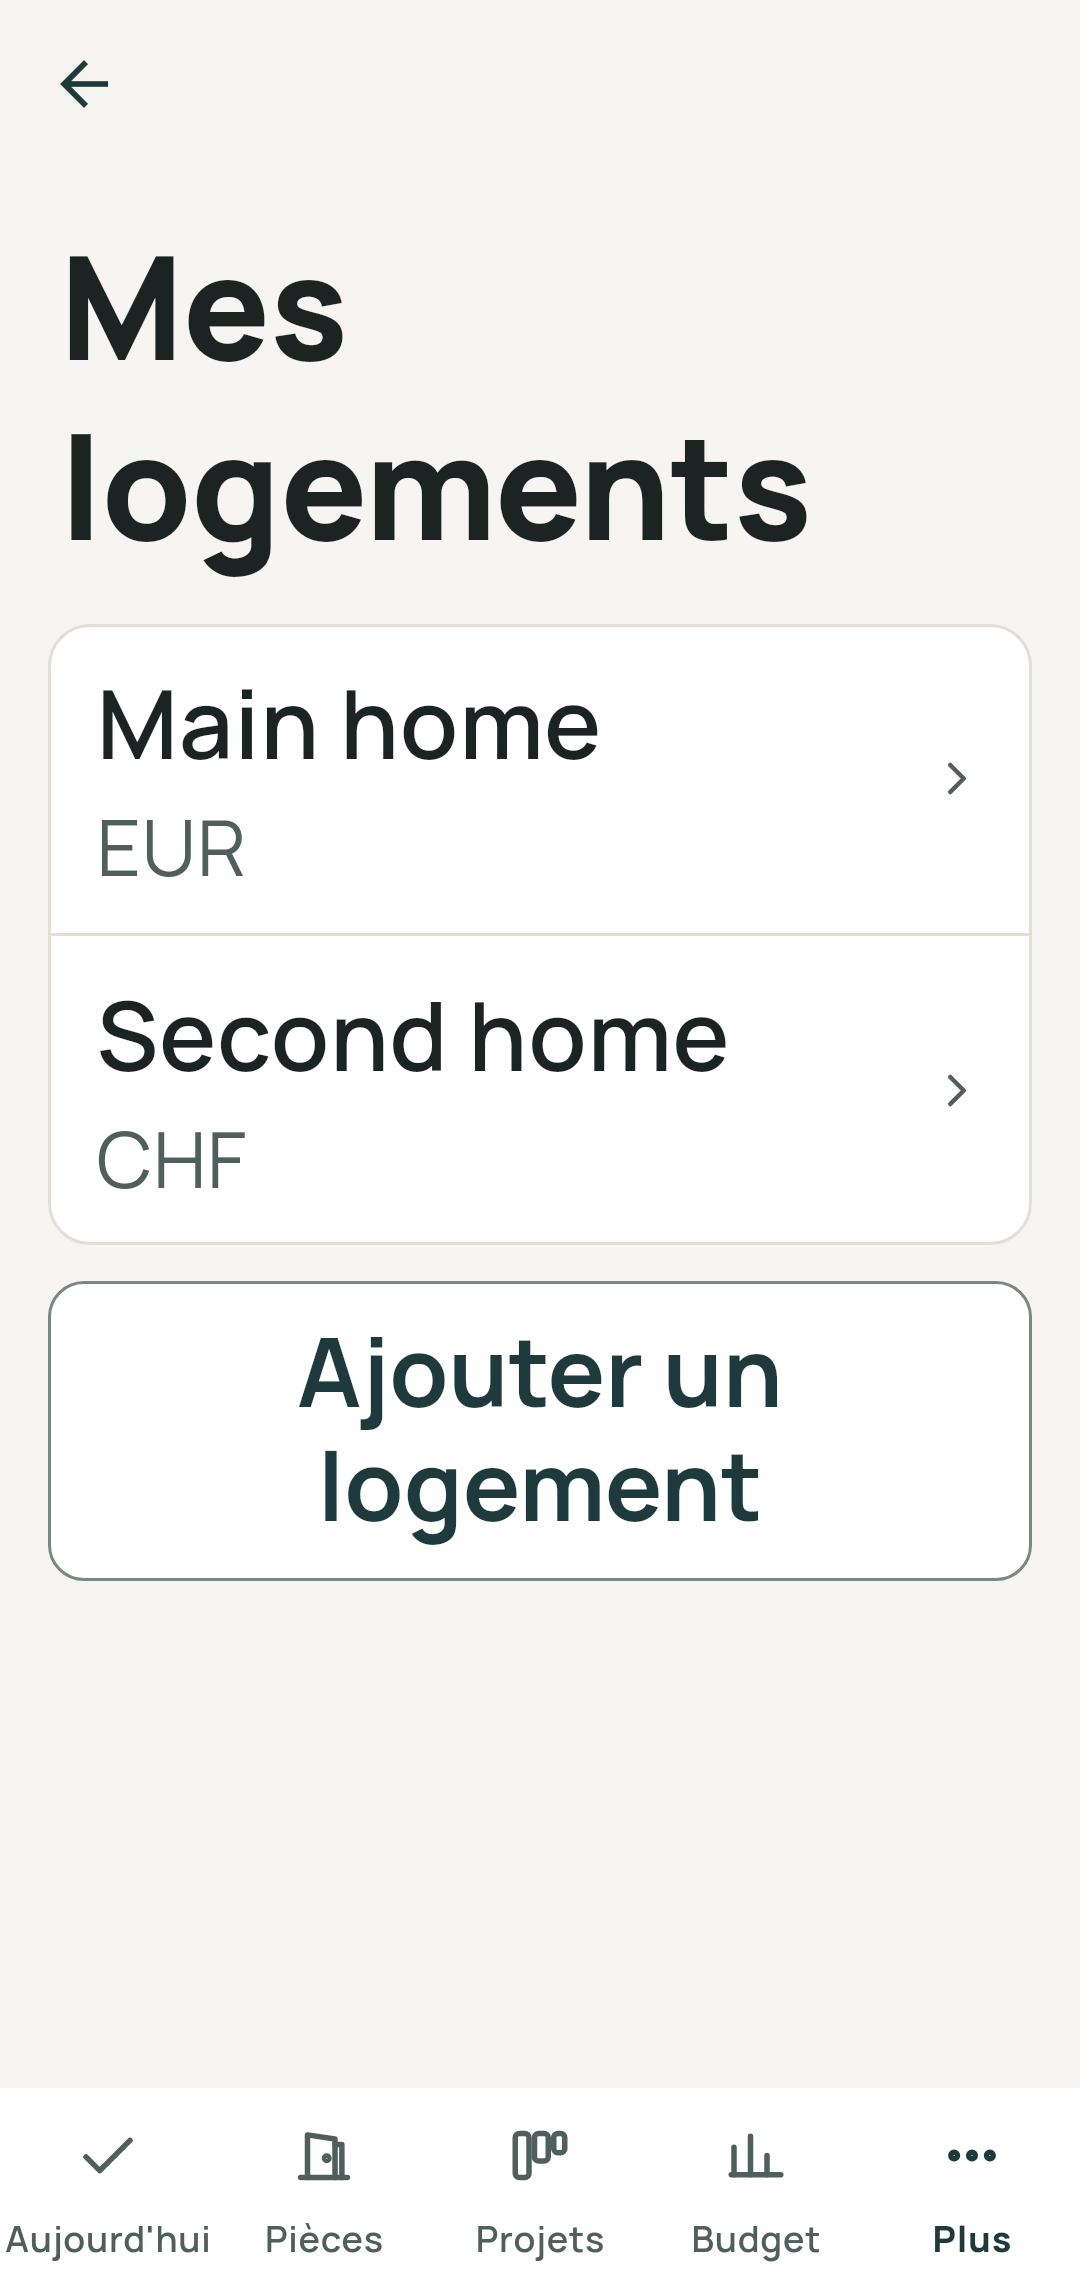 Mes
logements
Main home
EUR
Second home
CHF
Ajouter un
logement
Aujourd'hui
Pièces
Projets
Budget
Plus